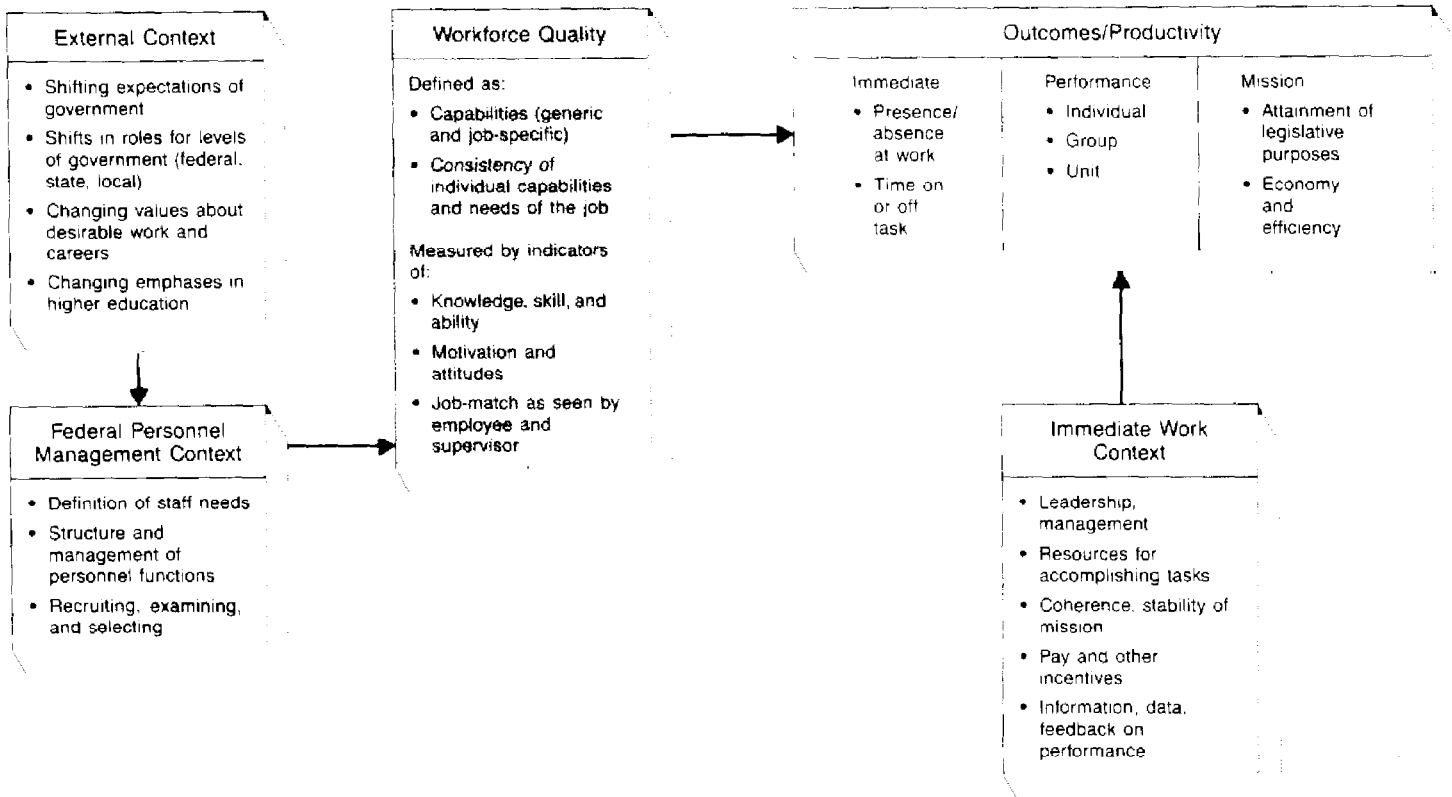 External Context
• Shifting expectations of
government
• Shifts in roles for levels
of government (federal,
state, local)
• Changing values about
desirable work and
careers
• Changing emphases in
higher education
Federal Personnel
Management Context
• Definition of staff needs
• Structure and
management of
personnel functions
• Recruiting, examining,
and selecting
Workforce Quality
Defined as:
• Capabilities (generic
and job-specific)
• Consistency of
individual capabilities
and needs of the job
Measured by indicators
of:
• Knowledge, skill, and
ability
• Motivation and
attitudes
• Job-match as seen by
employee and
supervisor
Outcomes/Productivity
Immediate
• Presence/
absence
at work
• Time on
or off
task
Performance
• Individual
• Group
• Unit
Mission
• Attainment of
legislative
purposes
• Economy
and
efficiency
Immediate Work
Context
• Leadership,
management
• Resources for
accomplishing tasks
• Coherence, stability of
mission
• Pay and other
incentives
• Information, data,
feedback on
performance